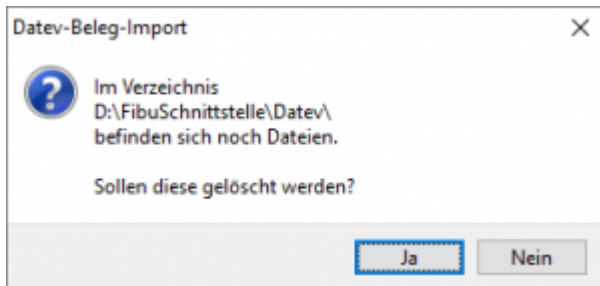 Datev-Beleg-Import
Im Verzeichnis
D:\FibuSchnittstelle\Datev\
befinden sich noch Dateien.
Sollen diese gelöscht werden?
Ja
Nein